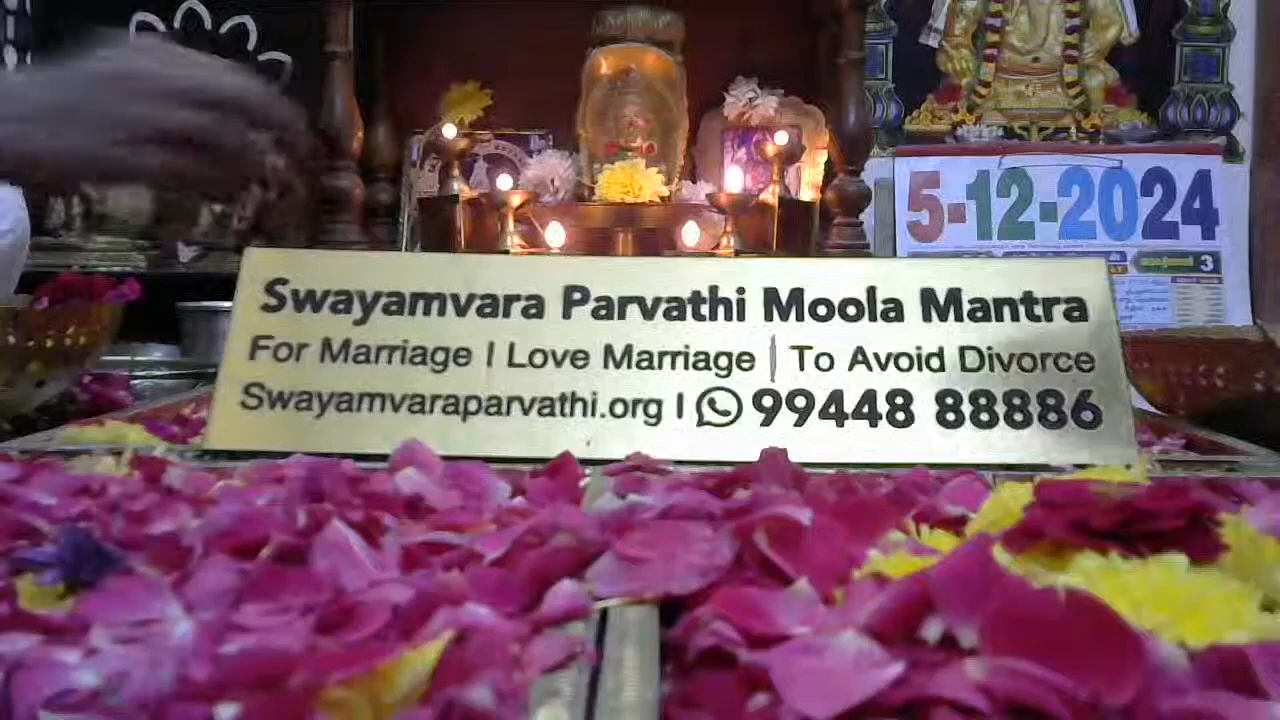 5-12-2024
3
Swayamvara Parvathi Moola Mantra
For Marriage | Love Marriage | To Avoid Divorce
Swayamvaraparvathi.org | 99448 88886